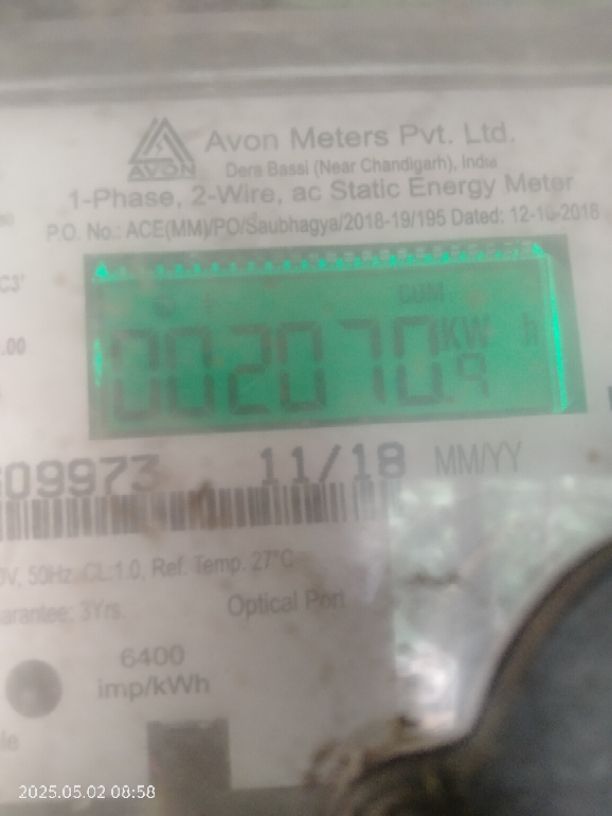 Avon Meters Pvt. Ltd.
AVON
Dera Bassi (Near Chandigarh), India
1-Phase, 2-Wire, ac Static Energy Meter
P.O. No.: ACE(MM)/PO/Saubhagya/2018-19/195 Dated: 12-10-2018
C3'
CUM
.00
002070.9 KW h
09973 11/18 MM/YY
V, 50Hz CL:1.0, Ref. Temp. 27°C
arantee: 3Yrs. Optical Port
6400
imp/kWh
le
2025.05.02 08:58